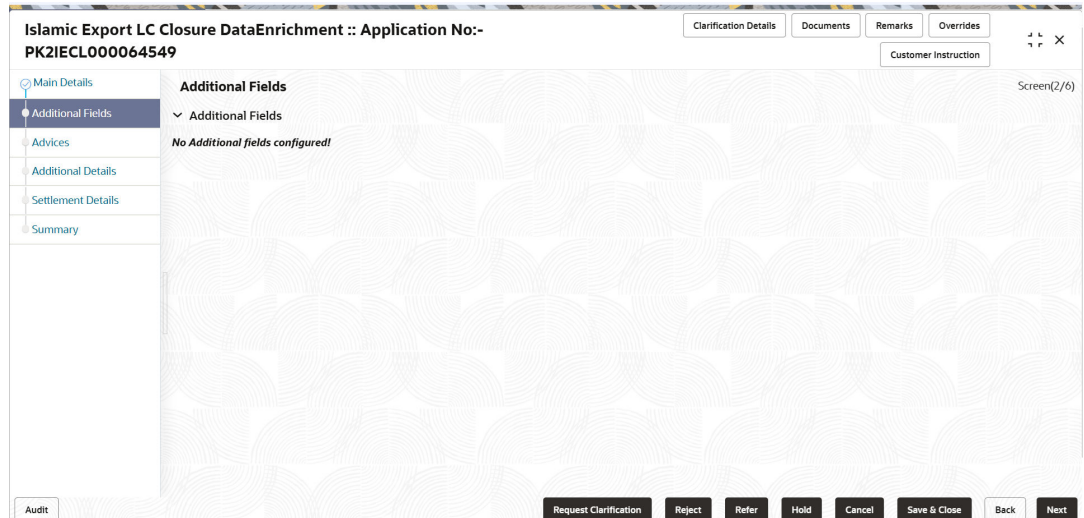 Islamic Export LC Closure DataEnrichment :: Application No:-
PK2IECL000064549
Clarification Details
Documents
Remarks
Overrides
Customer Instruction
Main Details
Additional Fields
Advices
Additional Details
Settlement Details
Summary
Additional Fields
Screen(2/6)
Additional Fields
No Additional fields configured!
Audit
Request Clarification
Reject
Refer
Hold
Cancel
Save & Close
Back
Next